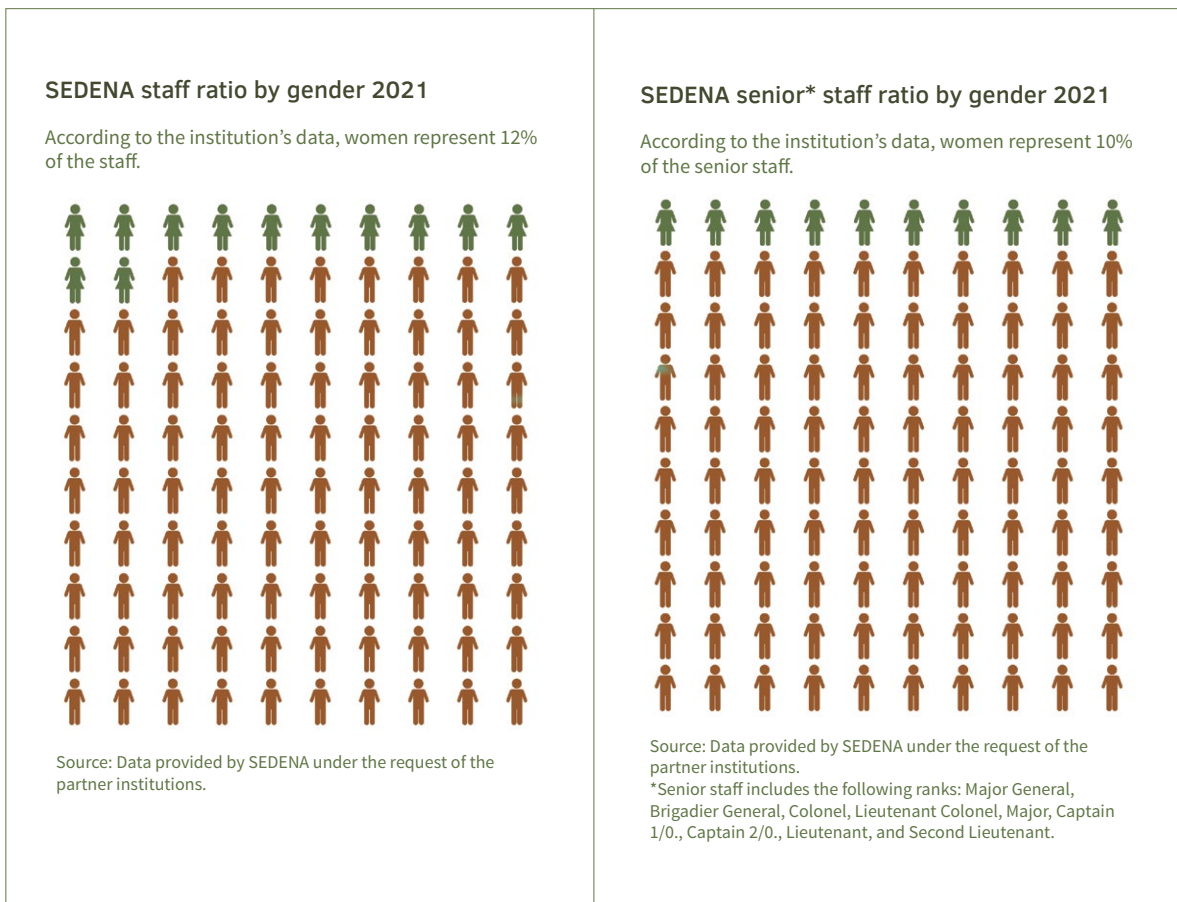 SEDENA staff ratio by gender 2021
According to the institution’s data, women represent 12%
of the staff.
Source: Data provided by SEDENA under the request of the
partner institutions.
SEDENA senior* staff ratio by gender 2021
According to the institution’s data, women represent 10%
of the senior staff.
Source: Data provided by SEDENA under the request of the
partner institutions.
*Senior staff includes the following ranks: Major General,
Brigadier General, Colonel, Lieutenant Colonel, Major, Captain
1/0., Captain 2/0., Lieutenant, and Second Lieutenant.